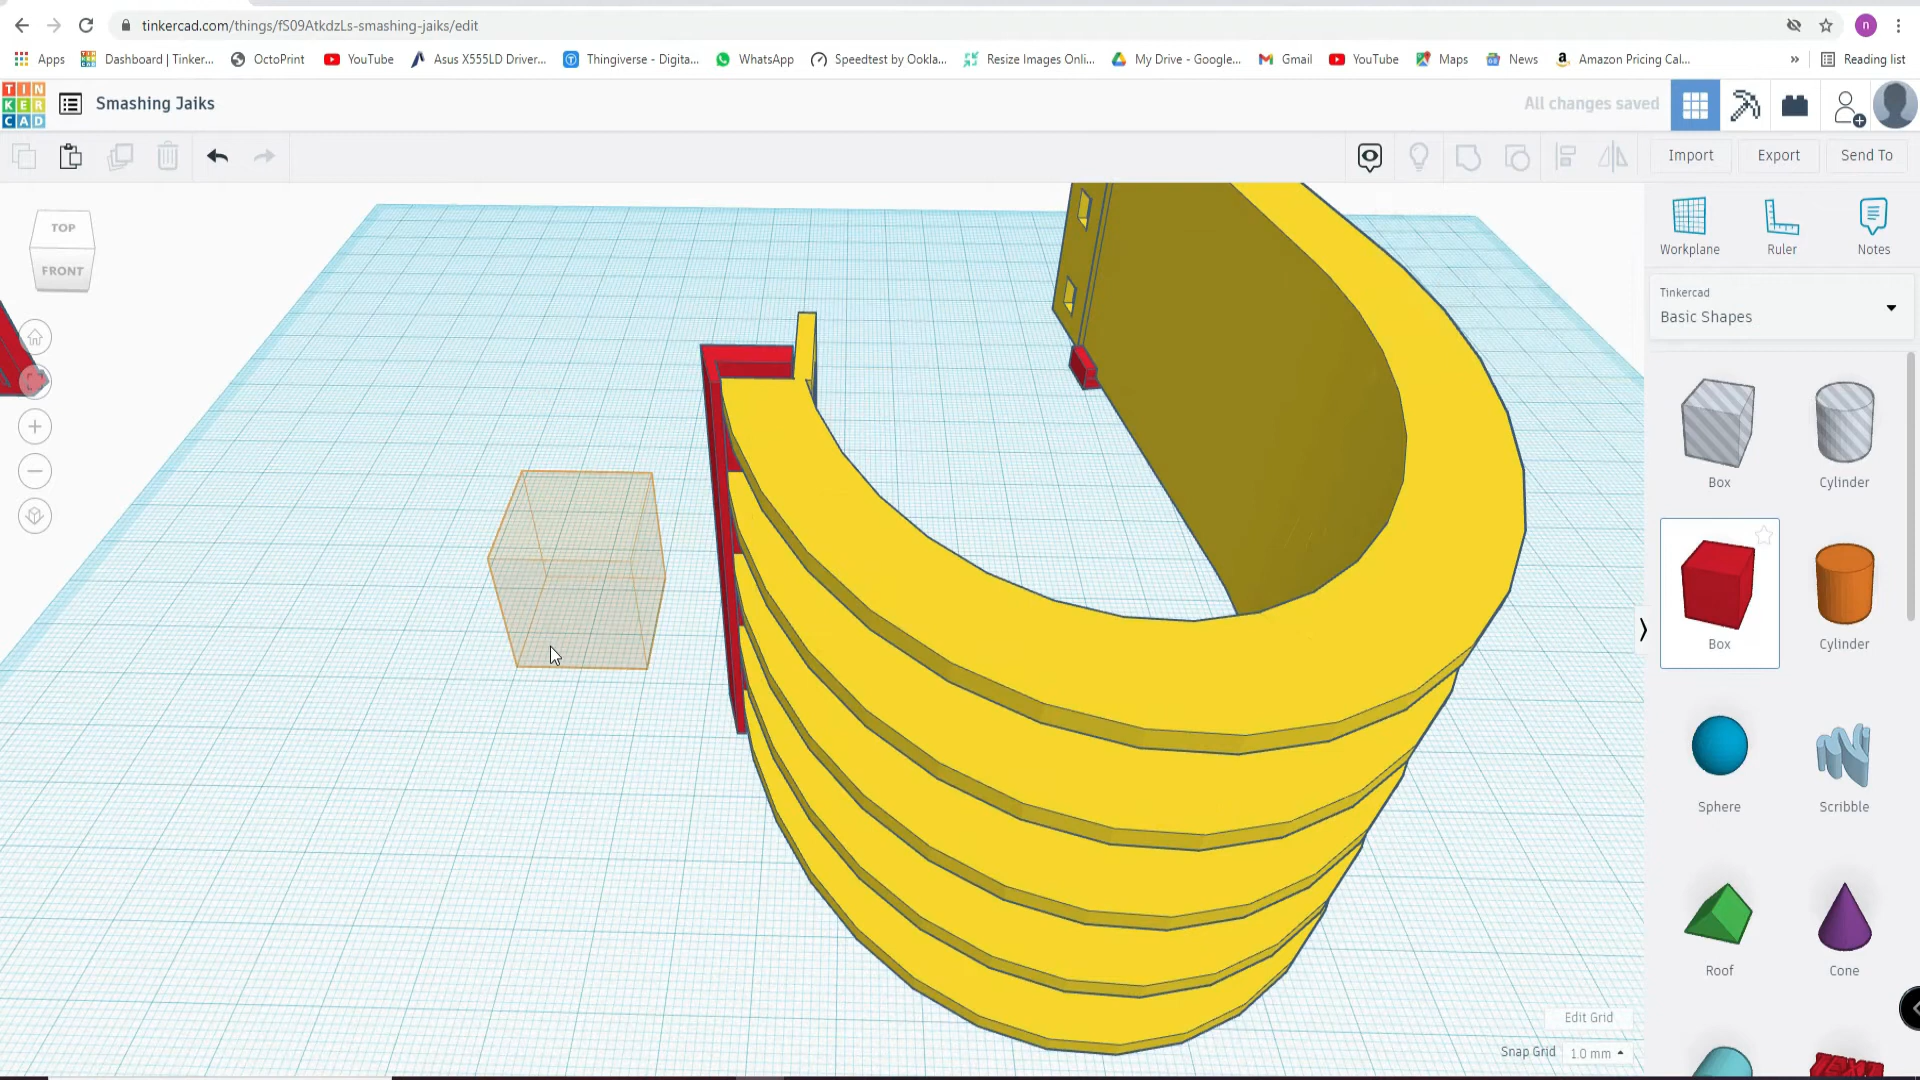 tinkercad.com/things/fS09AtkdzLs-smashing-jaiks/edit
n
Apps Dashboard | Tinker... OctoPrint YouTube Asus X555LD Driver... Thingiverse - Digita... WhatsApp Speedtest by Ookla... Resize Images Onlin... My Drive - Google... Gmail YouTube Maps News Amazon Pricing Cal... » Reading list
TIN
KER
CAD
Smashing Jaiks
All changes saved
Import Export Send To
TOP
FRONT
Workplane Ruler Notes
Tinkercad
Basic Shapes
Box Cylinder
Box Cylinder
Sphere Scribble
Roof Cone
Edit Grid
Snap Grid 1.0 mm